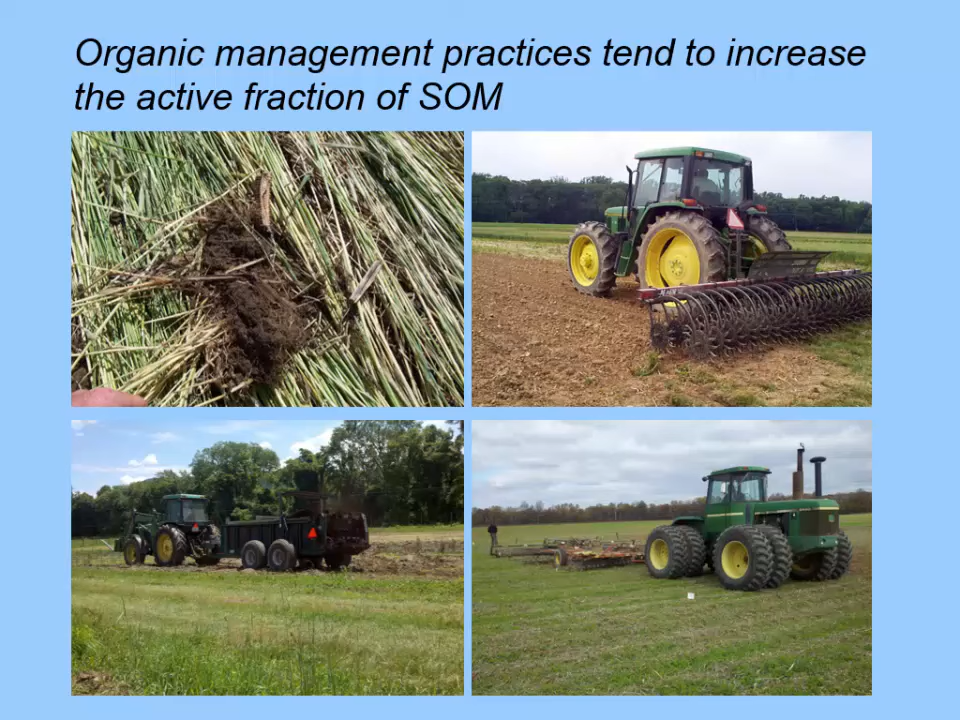 Organic management practices tend to increase
the active fraction of SOM